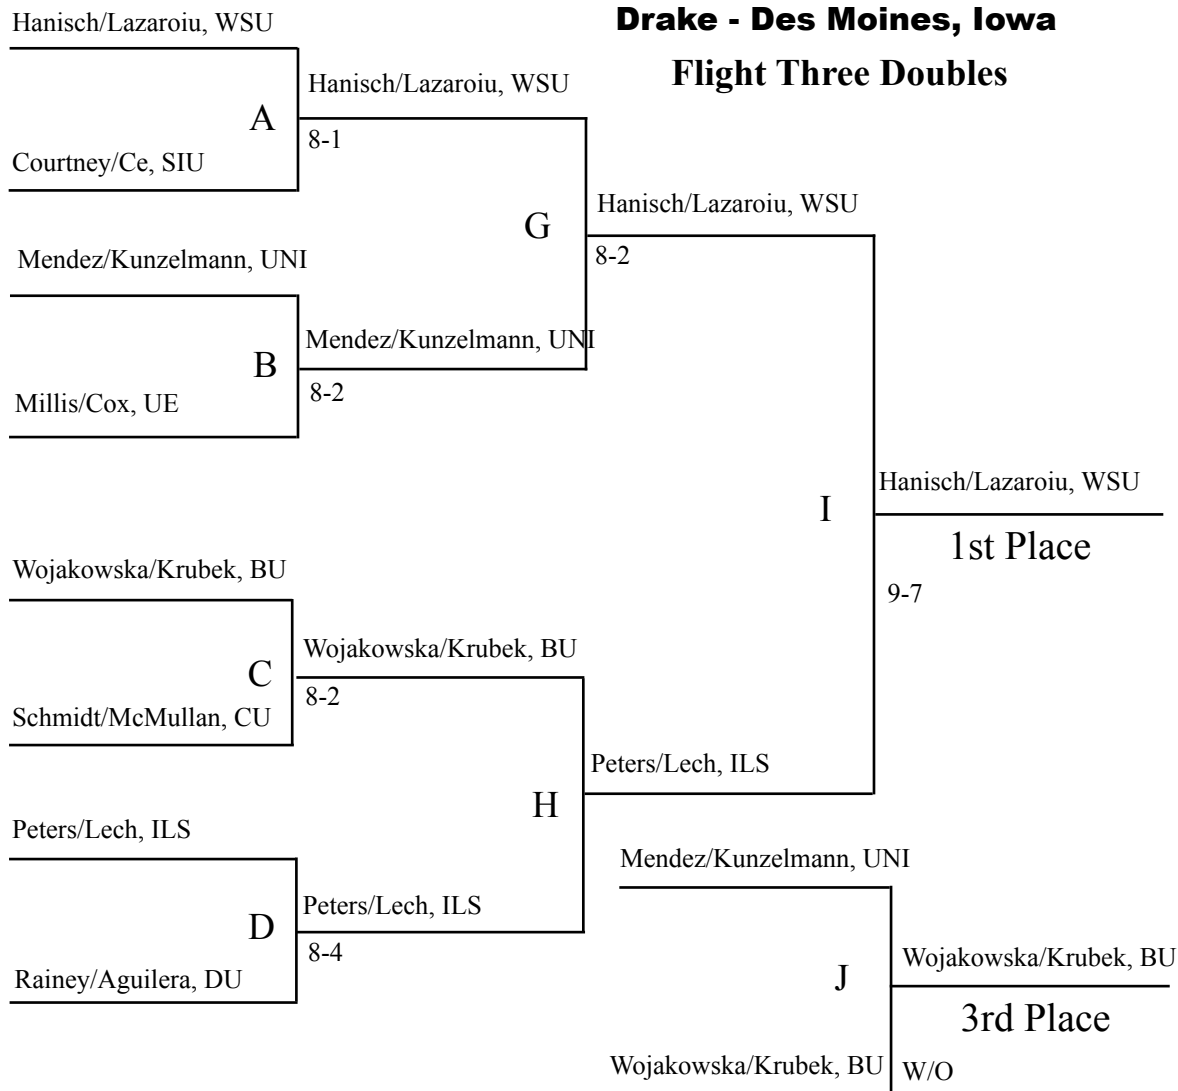 Drake - Des Moines, Iowa
Flight Three Doubles
Hanisch/Lazaroiu, WSU
A
Courtney/Ce, SIU
Hanisch/Lazaroiu, WSU
8-1
Mendez/Kunzelmann, UNI
B
Millis/Cox, UE
Mendez/Kunzelmann, UNI
8-2
G
Hanisch/Lazaroiu, WSU
8-2
Wojakowska/Krubek, BU
C
Schmidt/McMullan, CU
Wojakowska/Krubek, BU
8-2
Peters/Lech, ILS
D
Rainey/Aguilera, DU
Peters/Lech, ILS
8-4
H
Peters/Lech, ILS
I
Hanisch/Lazaroiu, WSU
1st Place
9-7
Mendez/Kunzelmann, UNI
J
Wojakowska/Krubek, BU
Wojakowska/Krubek, BU
3rd Place
W/O